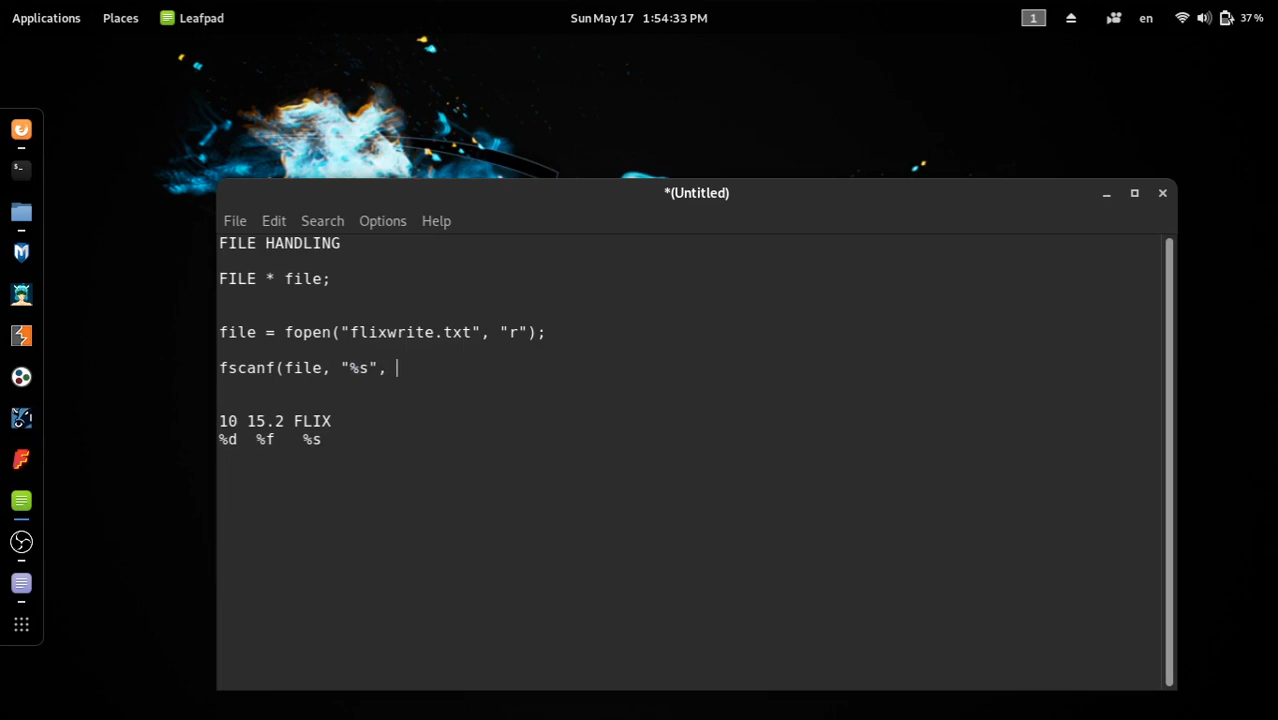 Applications Places Leafpad Sun May 17 1:54:33 PM 1 en 37 %
*(Untitled)
File Edit Search Options Help
FILE HANDLING
FILE * file;
file = fopen("flixwrite.txt", "r");
fscanf(file, "%s",
10 15.2 FLIX
%d %f %s